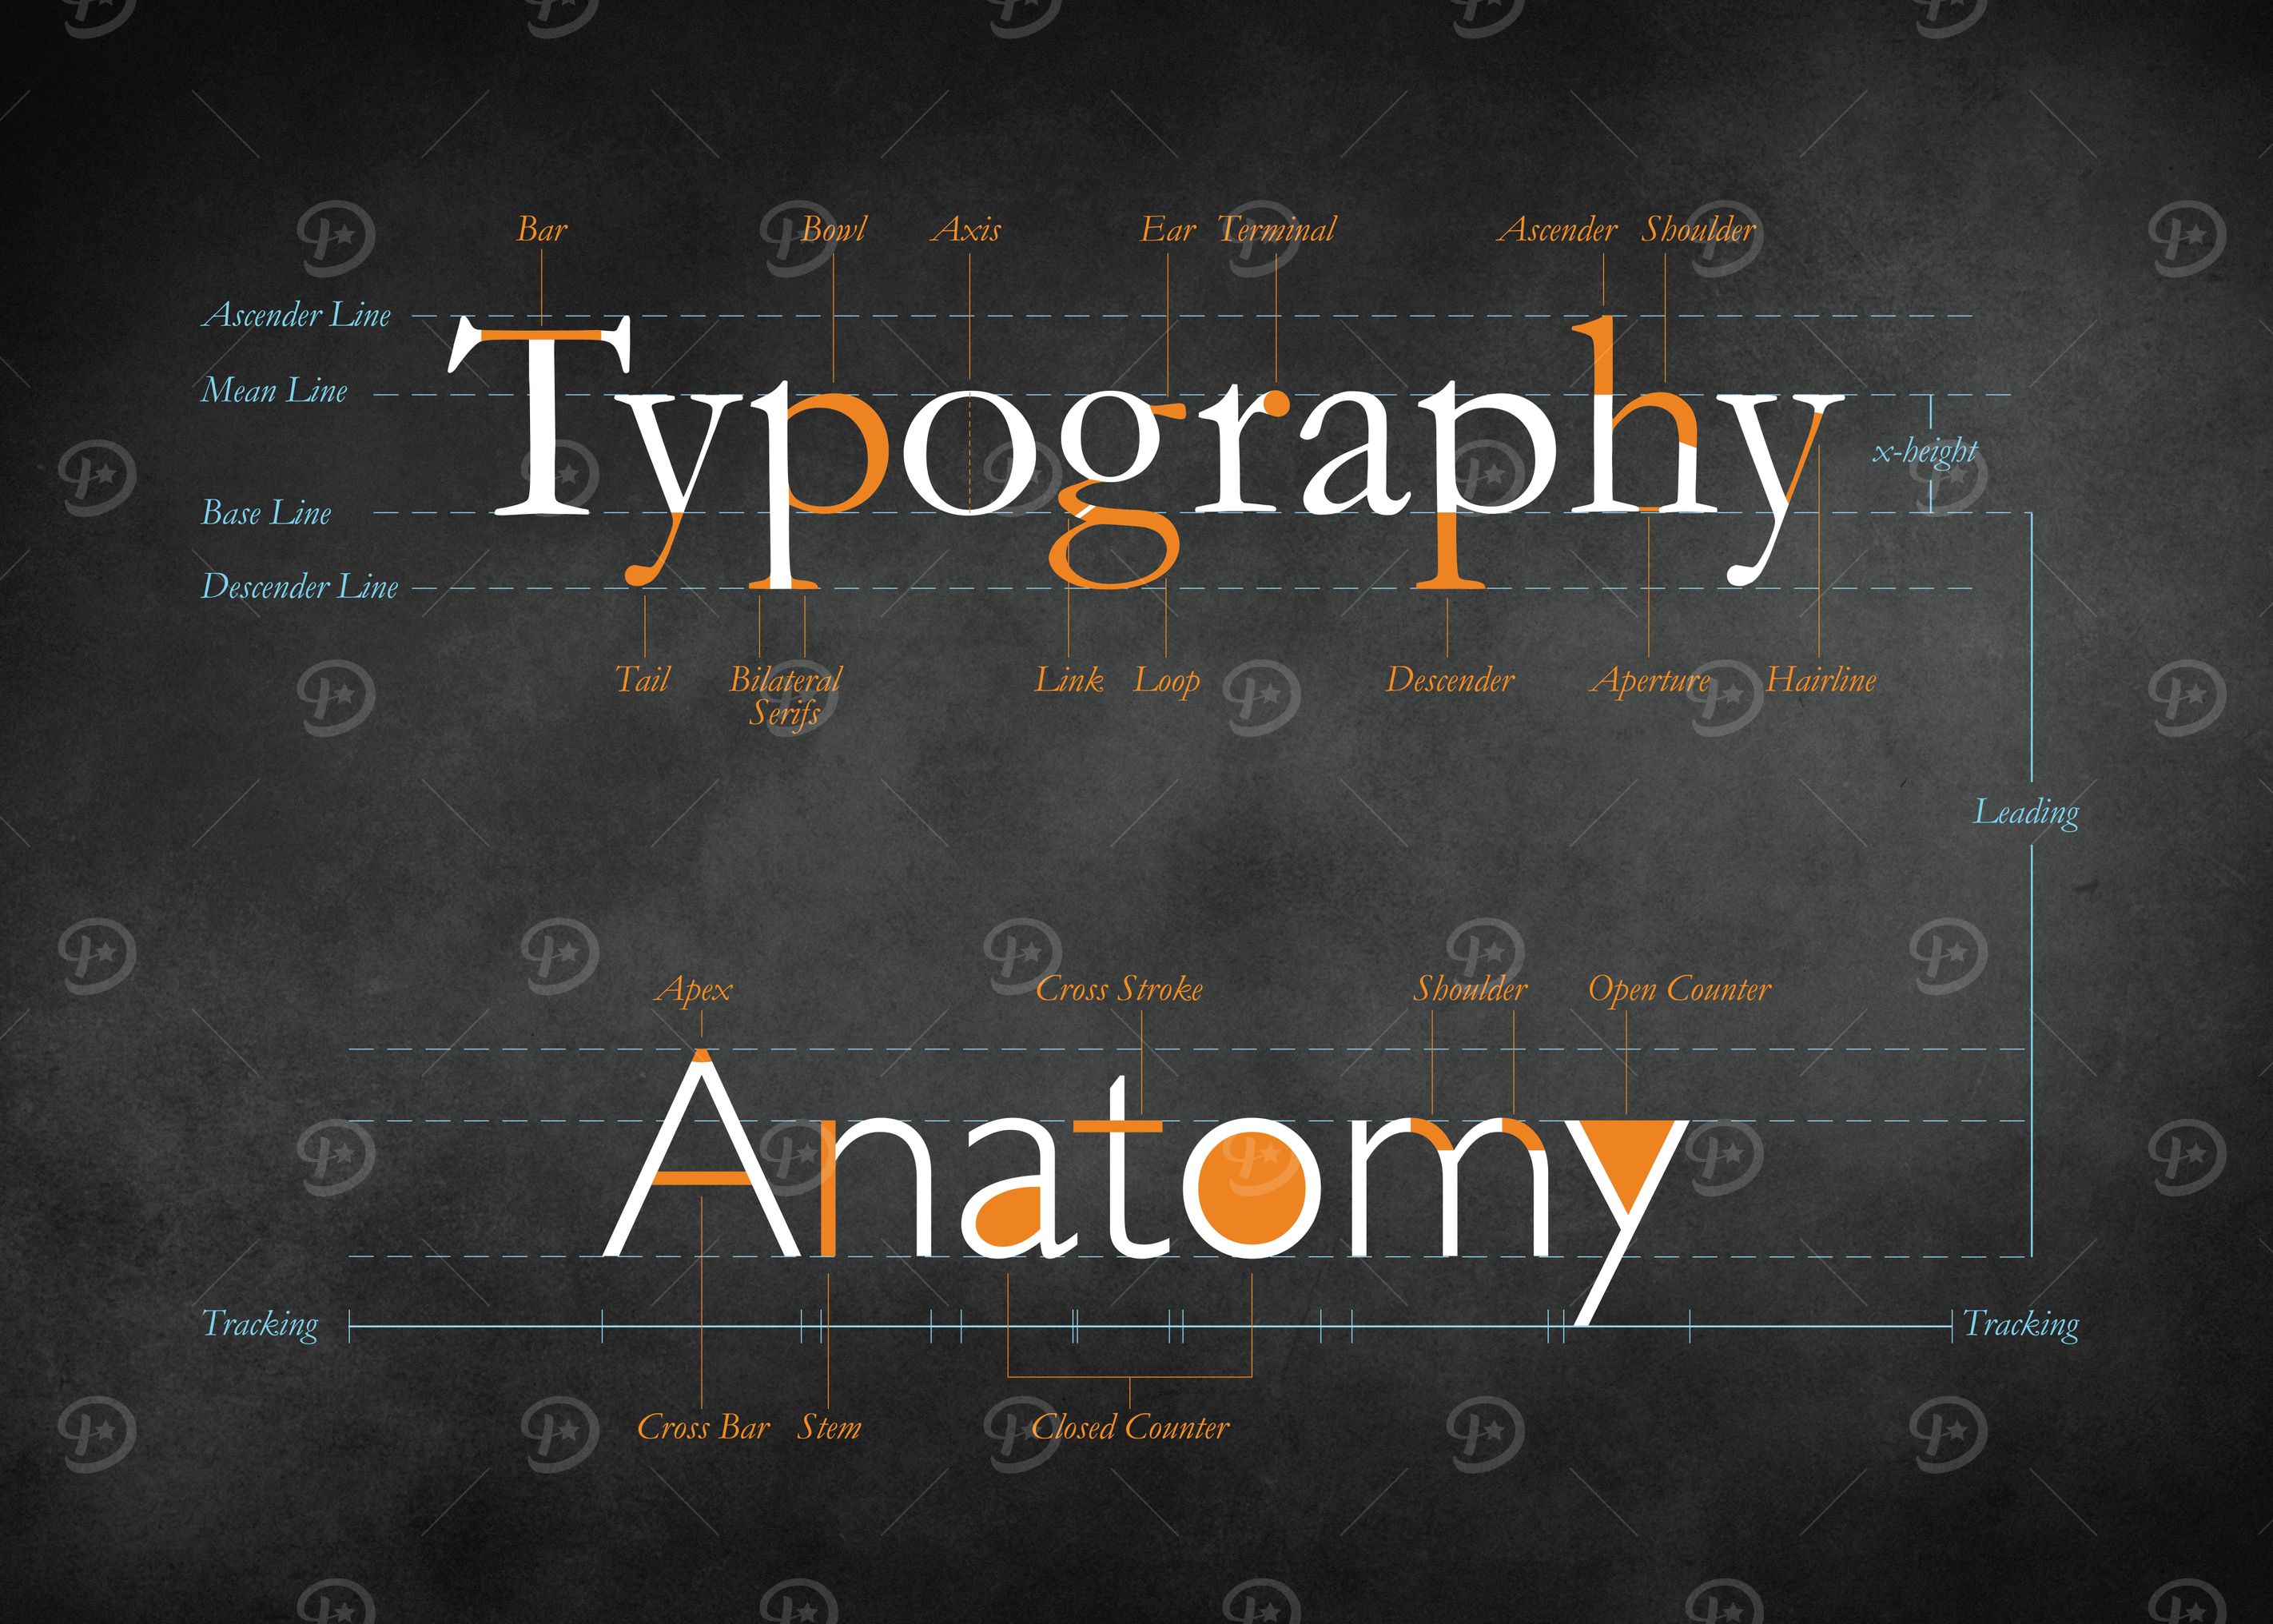 Bar Bowl Axis Ear Terminal Ascender Shoulder
Ascender Line
Mean Line
Typography
x-height
Base Line
Descender Line
Tail Bilateral Link Loop Descender Aperture Hairline
Serifs
Leading
Apex Cross Stroke Shoulder Open Counter
Anatomy
Tracking Tracking
Cross Bar Stem Closed Counter